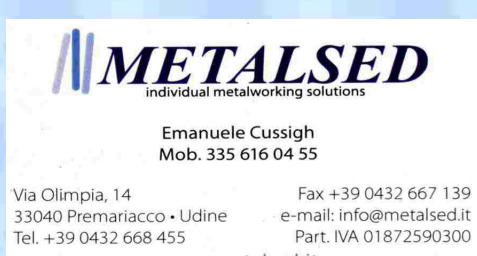 METALSED
individual metalworking solutions
Emanuele Cussigh
Mob. 335 616 04 55
Via Olimpia, 14
33040 Premariacco • Udine
Tel. +39 0432 668 455
Fax +39 0432 667 139
e-mail: info@metalsed.it
Part. IVA 01872590300